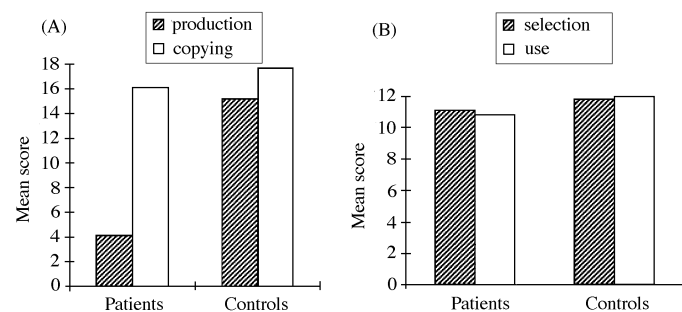 (A)
production
copying
18
16
14
12
10
8
6
4
2
0
Mean score
Patients Controls
(B)
selection
use
12
10
8
6
4
2
0
Mean score
Patients Controls